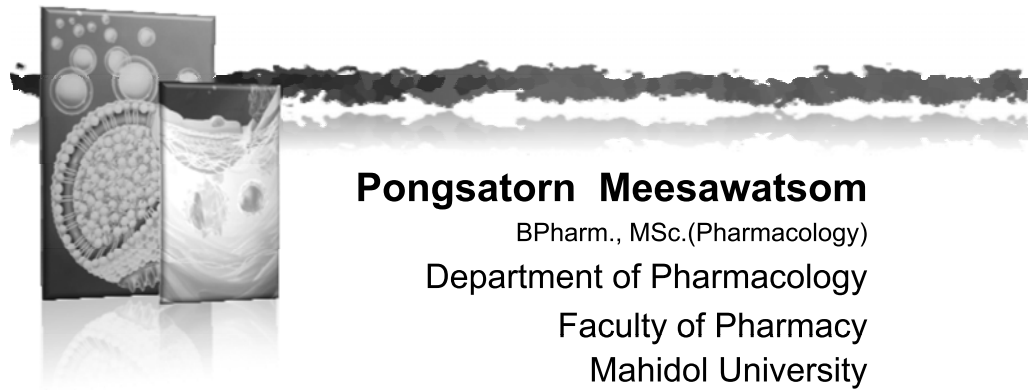 Pongsatorn Meesawatsom
BPharm., MSc.(Pharmacology)
Department of Pharmacology
Faculty of Pharmacy
Mahidol University